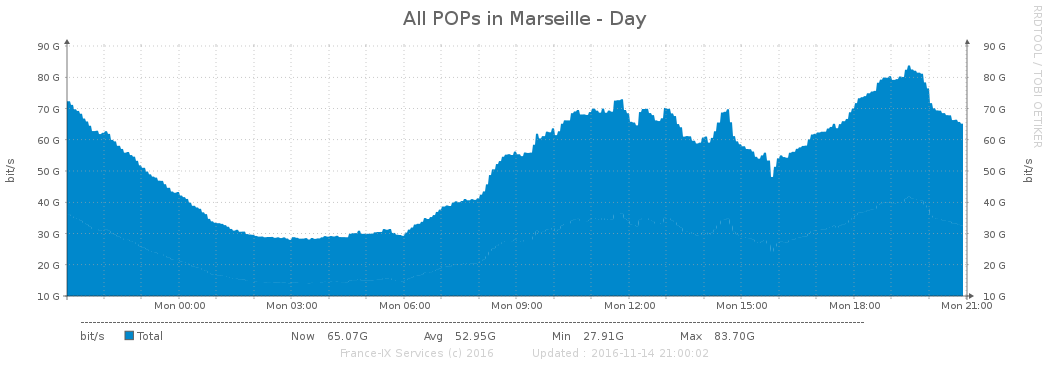 All POPs in Marseille - Day
RRDTOOL / TOBI OETIKER
90 G 90 G
80 G 80 G
70 G 70 G
60 G 60 G
50 G 50 G
40 G 40 G
30 G 30 G
20 G 20 G
10 G 10 G
bit/s bit/s
Mon 00:00 Mon 03:00 Mon 06:00 Mon 09:00 Mon 12:00 Mon 15:00 Mon 18:00 Mon 21:00
bit/s Total Now 65.07G Avg 52.95G Min 27.91G Max 83.70G
France-IX Services (c) 2016 Updated : 2016-11-14 21:00:02